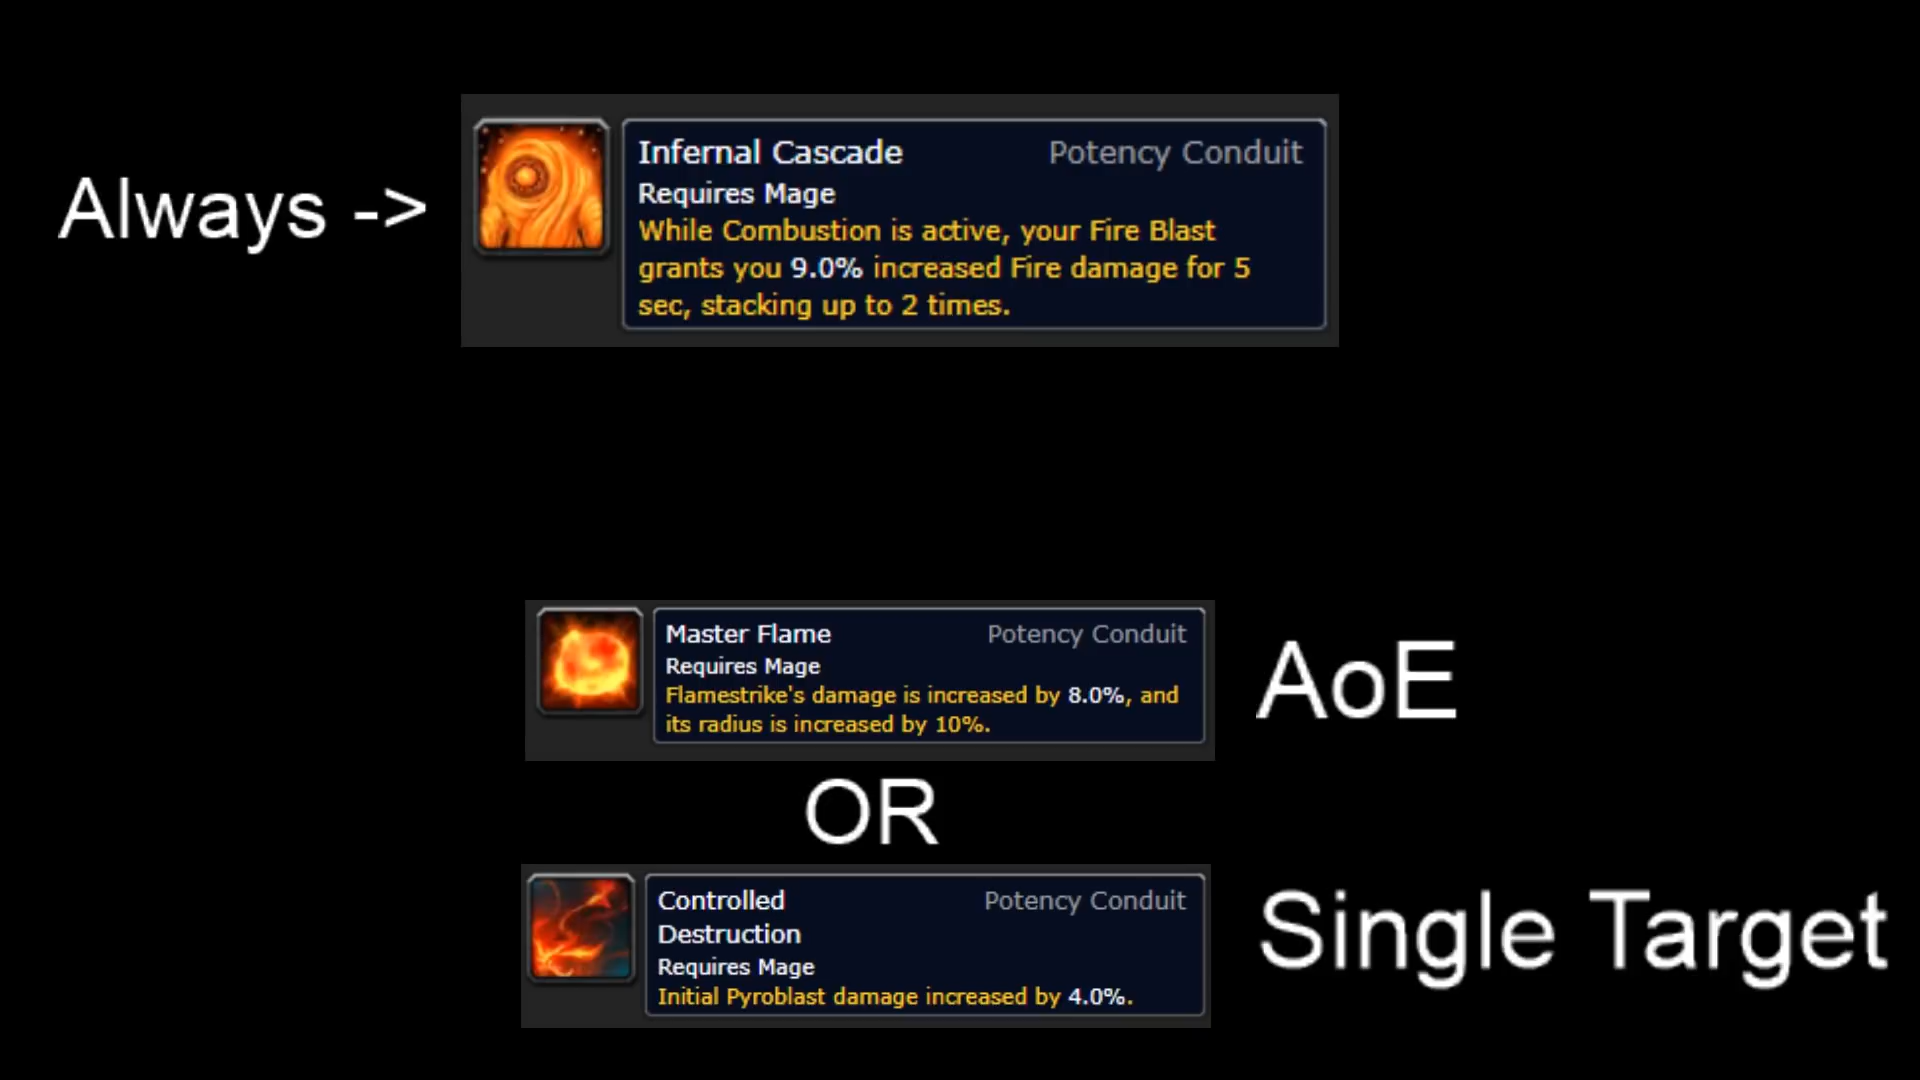 Always ->
Infernal Cascade Potency Conduit
Requires Mage
While Combustion is active, your Fire Blast
grants you 9.0% increased Fire damage for 5
sec, stacking up to 2 times.
Master Flame Potency Conduit
Requires Mage
Flamestrike's damage is increased by 8.0%, and
its radius is increased by 10%.
AoE
OR
Controlled Potency Conduit
Destruction
Requires Mage
Initial Pyroblast damage increased by 4.0%.
Single Target